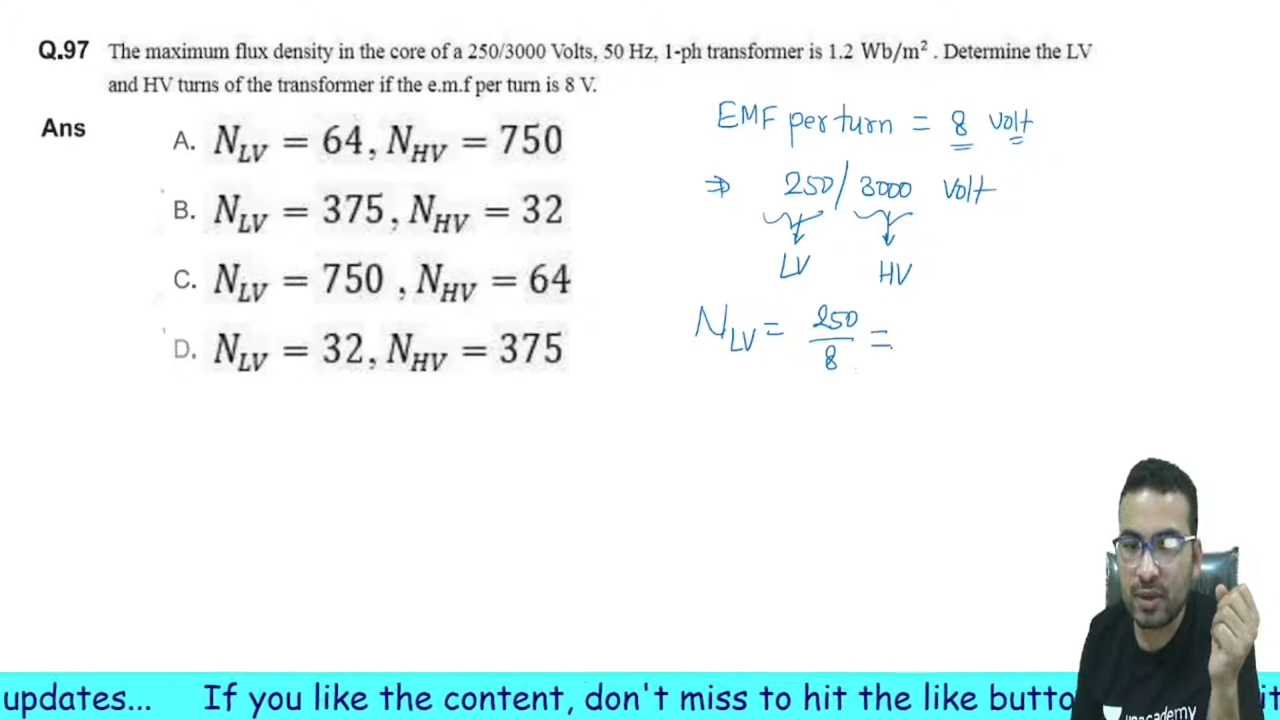 Q.97 The maximum flux density in the core of a 250/3000 Volts, 50 Hz, 1-ph transformer is 1.2 Wb/m². Determine the LV
and HV turns of the transformer if the e.m.f per turn is 8 V.
Ans
A. N_LV = 64, N_HV = 750
B. N_LV = 375, N_HV = 32
C. N_LV = 750 , N_HV = 64
D. N_LV = 32, N_HV = 375
EMF per turn = 8 volt
⇒ 250/3000 volt
LV HV
N_LV = 250/8 =
updates... If you like the content, don't miss to hit the like butto
unacademy